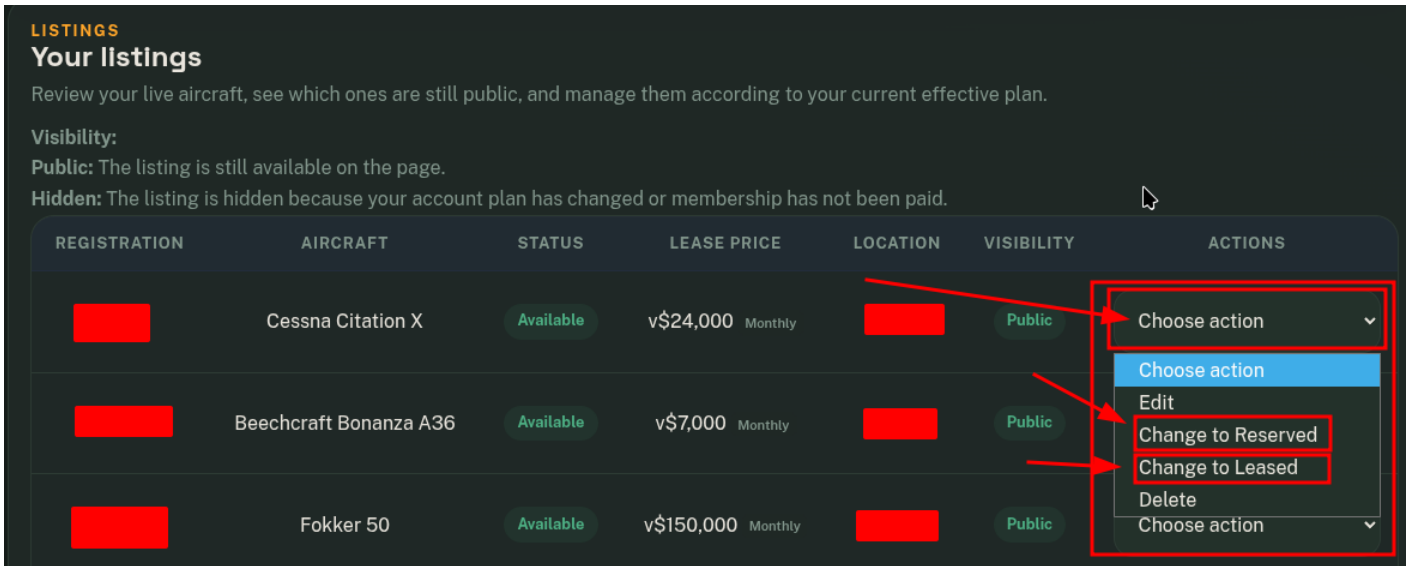 LISTINGS
Your listings
Review your live aircraft, see which ones are still public, and manage them according to your current effective plan.
Visibility:
Public: The listing is still available on the page.
Hidden: The listing is hidden because your account plan has changed or membership has not been paid.
REGISTRATION AIRCRAFT STATUS LEASE PRICE LOCATION VISIBILITY ACTIONS
Cessna Citation X Available v$24,000 Monthly Public Choose action
Choose action
Edit
Beechcraft Bonanza A36 Available v$7,000 Monthly Public
Change to Reserved
Change to Leased
Delete
Fokker 50 Available v$150,000 Monthly Public Choose action